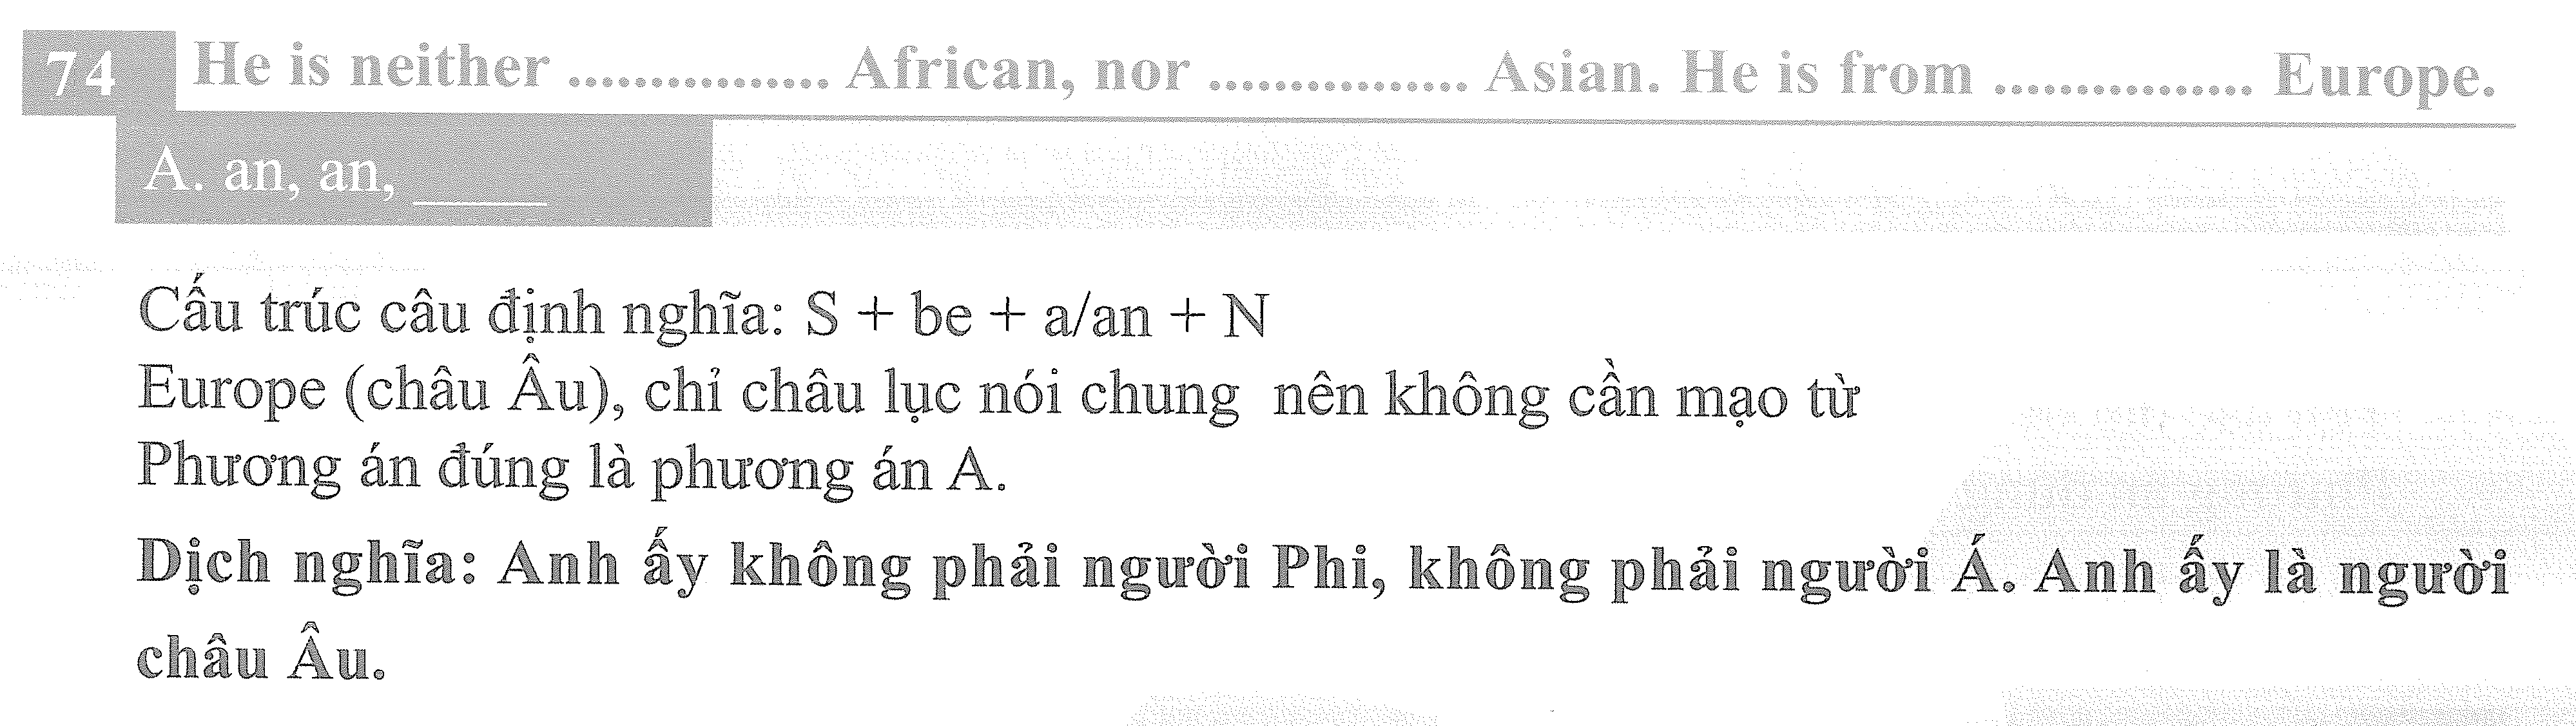 74 He is neither ................ African, nor ................ Asian. He is from ................ Europe.
A. an, an, _____
Cấu trúc câu định nghĩa: S + be + a/an + N
Europe (châu Âu), chỉ châu lục nói chung nên không cần mạo từ
Phương án đúng là phương án A.
Dịch nghĩa: Anh ấy không phải người Phi, không phải người Á. Anh ấy là người
châu Âu.